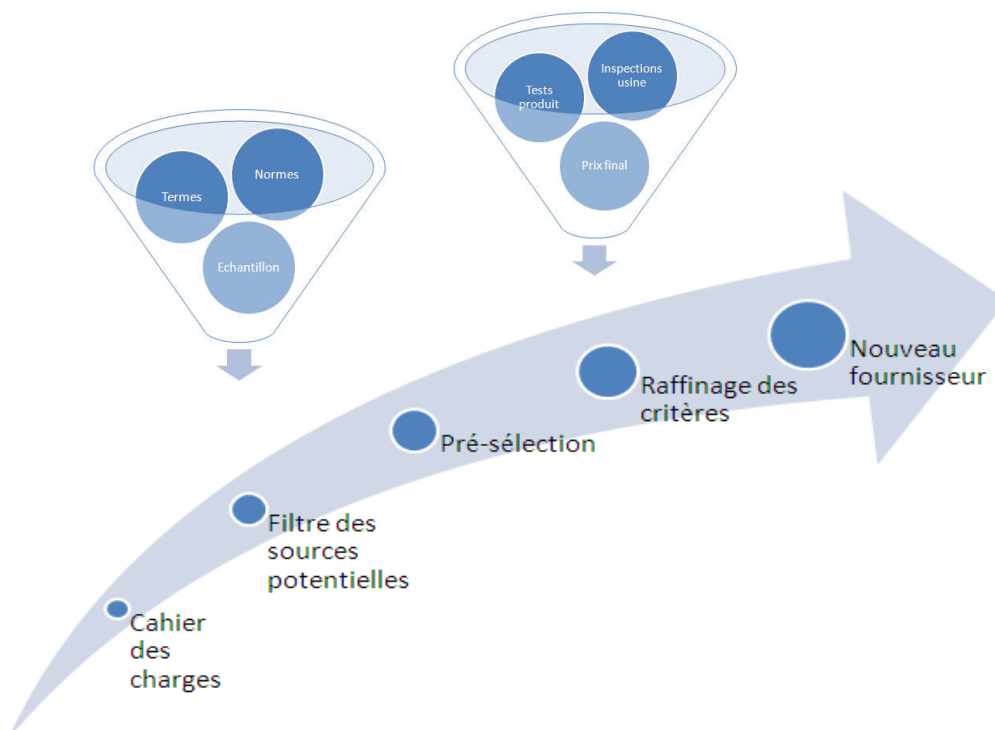 Termes
Normes
Echantillon
Tests
produit
Inspections
usine
Prix final
Cahier
des
charges
Filtre des
sources
potentielles
Pré-sélection
Raffinage des
critères
Nouveau
fournisseur